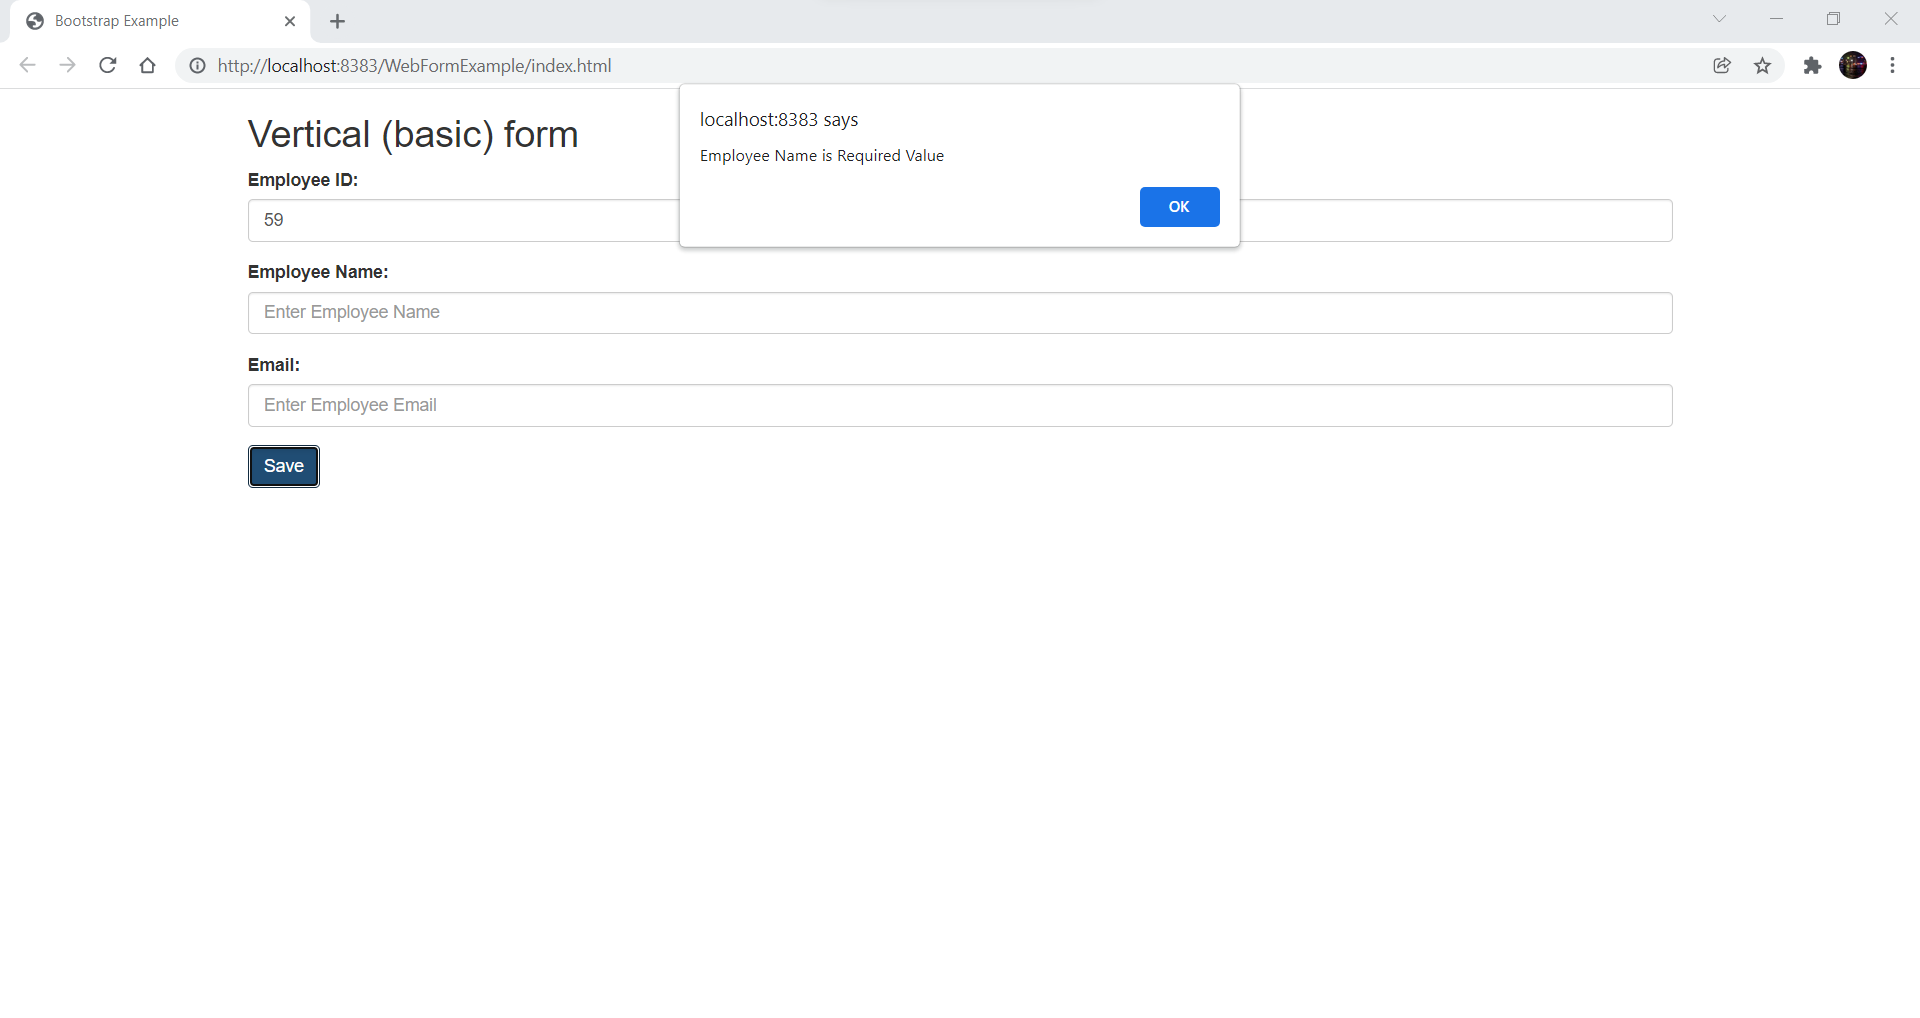 Bootstrap Example
http://localhost:8383/WebFormExample/index.html
localhost:8383 says
Employee Name is Required Value
OK
Vertical (basic) form
Employee ID:
59
Employee Name:
Enter Employee Name
Email:
Enter Employee Email
Save